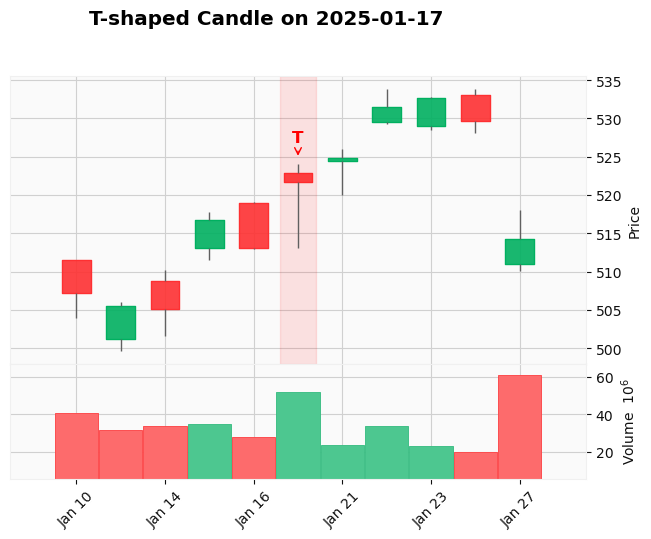 T-shaped Candle on 2025-01-17
535
530
T
525
520
515
510
505
500
Price
60
40
20
Volume 10^6
Jan 10
Jan 14
Jan 16
Jan 21
Jan 23
Jan 27